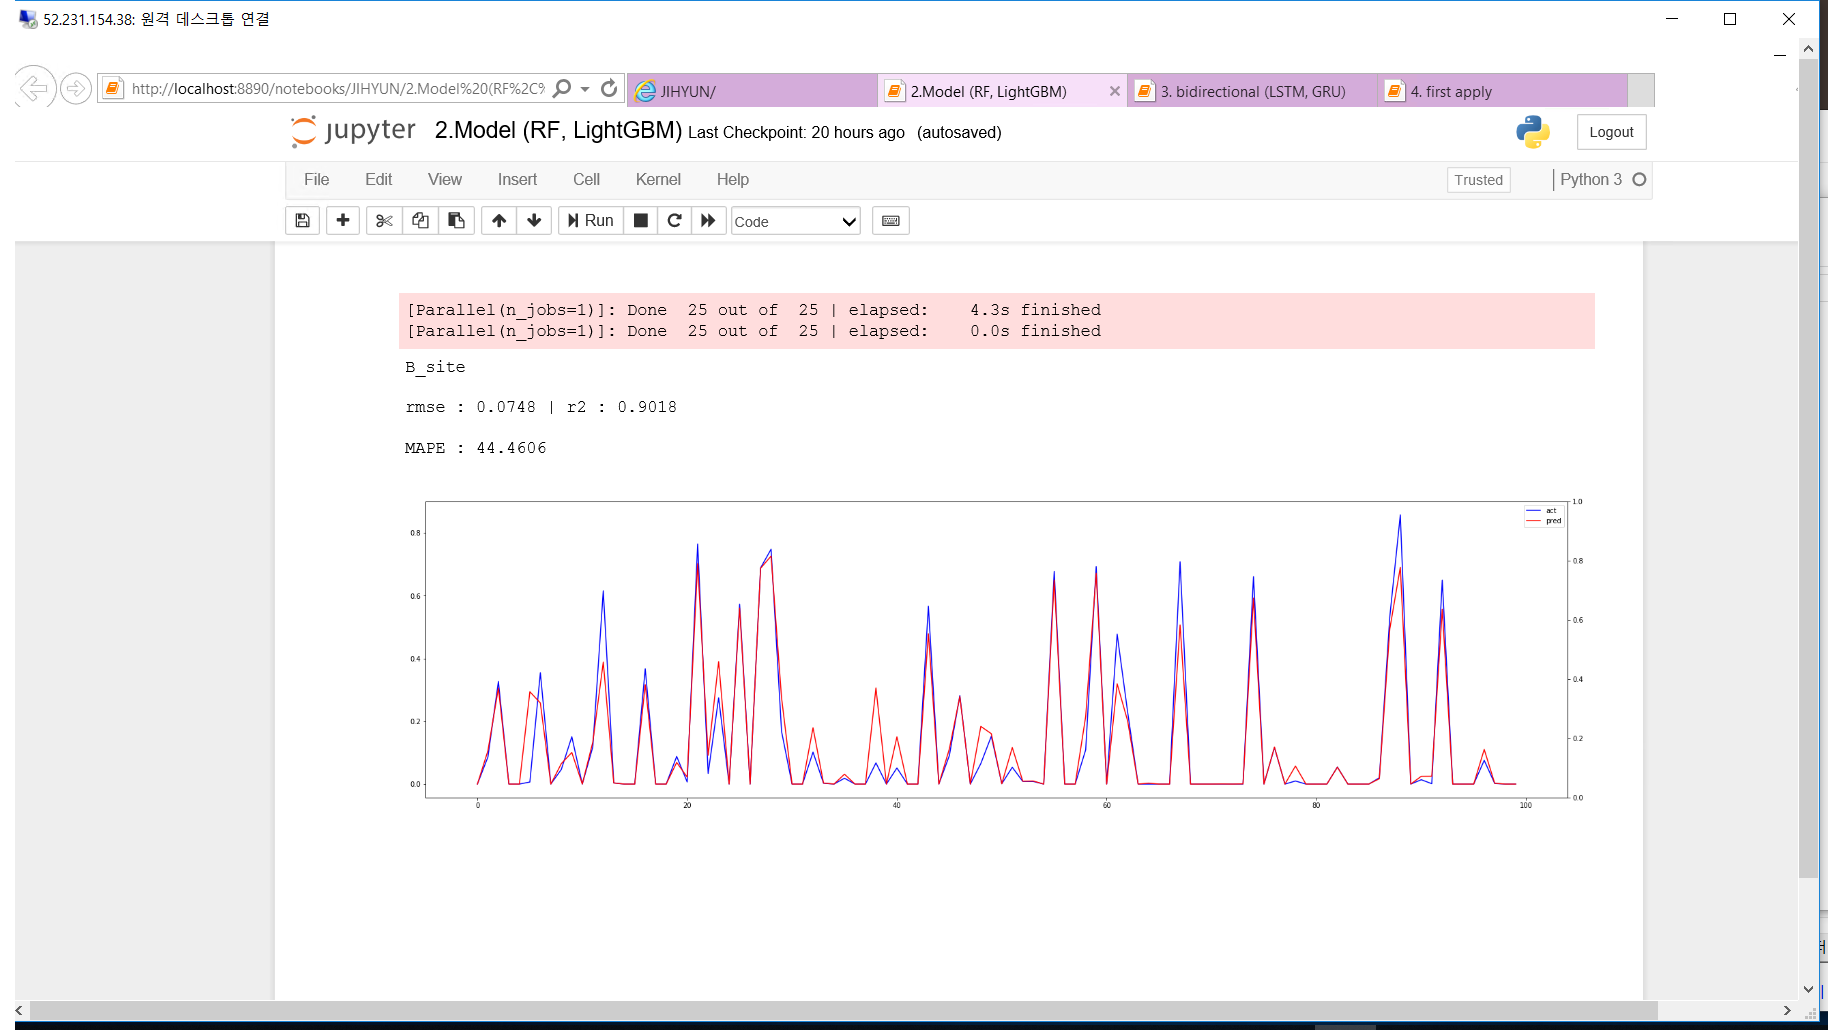 52.231.154.38: 원격 데스크톱 연결
http://localhost:8890/notebooks/JIHYUN/2.Model%20(RF%2C%
JIHYUN/
2.Model (RF, LightGBM)
3. bidirectional (LSTM, GRU)
4. first apply
jupyter 2.Model (RF, LightGBM) Last Checkpoint: 20 hours ago (autosaved)
Logout
File Edit View Insert Cell Kernel Help
Trusted
Python 3
Run
Code
[Parallel(n_jobs=1)]: Done  25 out of  25 | elapsed:    4.3s finished
[Parallel(n_jobs=1)]: Done  25 out of  25 | elapsed:    0.0s finished
B_site
rmse : 0.0748 | r2 : 0.9018
MAPE : 44.4606
act
pred
0.8
0.6
0.4
0.2
0.0
1.0
0.8
0.6
0.4
0.2
0.0
0 20 40 60 80 100